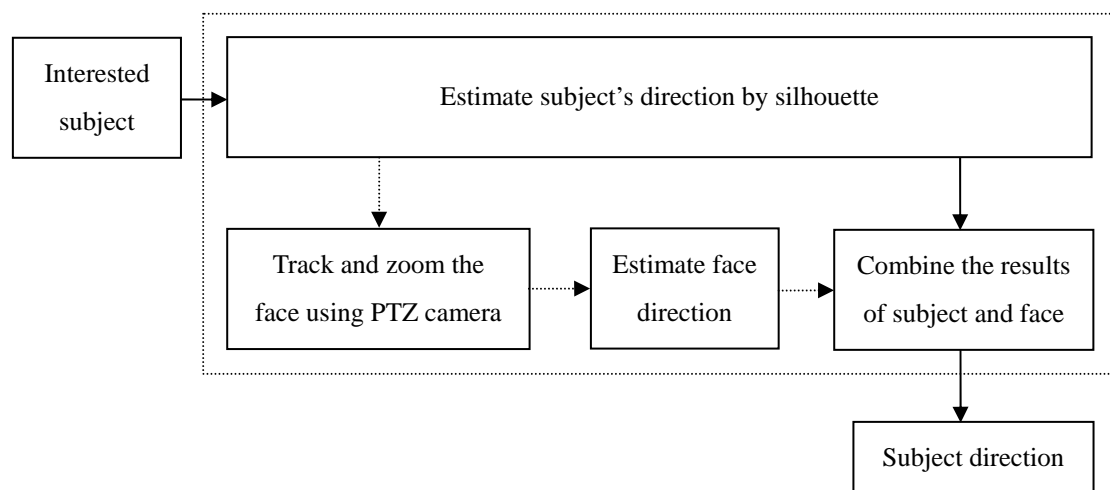 Interested
subject
Estimate subject’s direction by silhouette
Track and zoom the
face using PTZ camera
Estimate face
direction
Combine the results
of subject and face
Subject direction